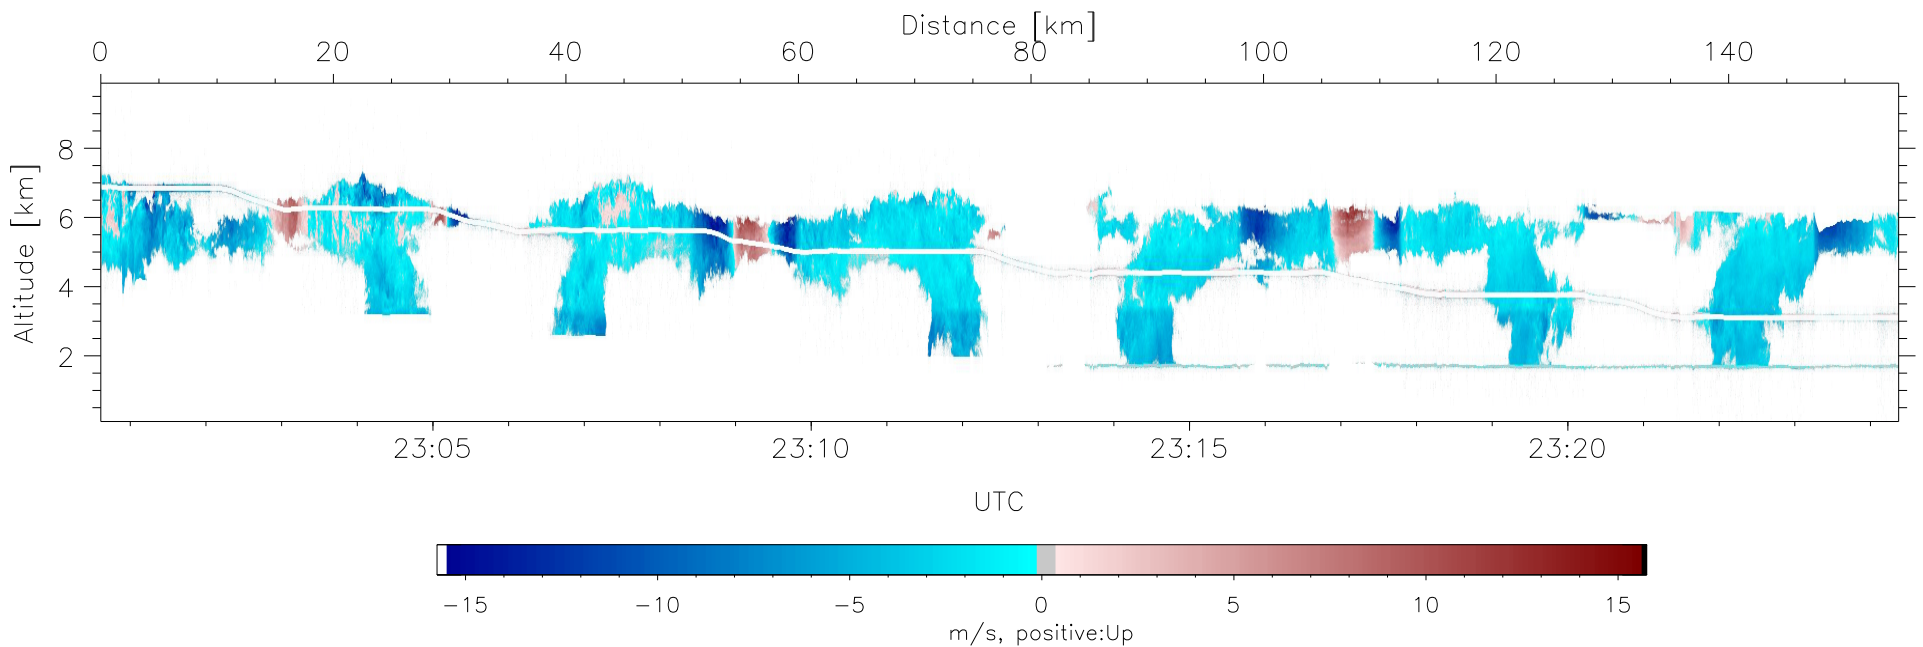 Distance [km]
0 20 40 60 80 100 120 140
Altitude [km]
8
6
4
2
23:05 23:10 23:15 23:20
UTC
−15 −10 −5 0 5 10 15
m/s, positive:Up